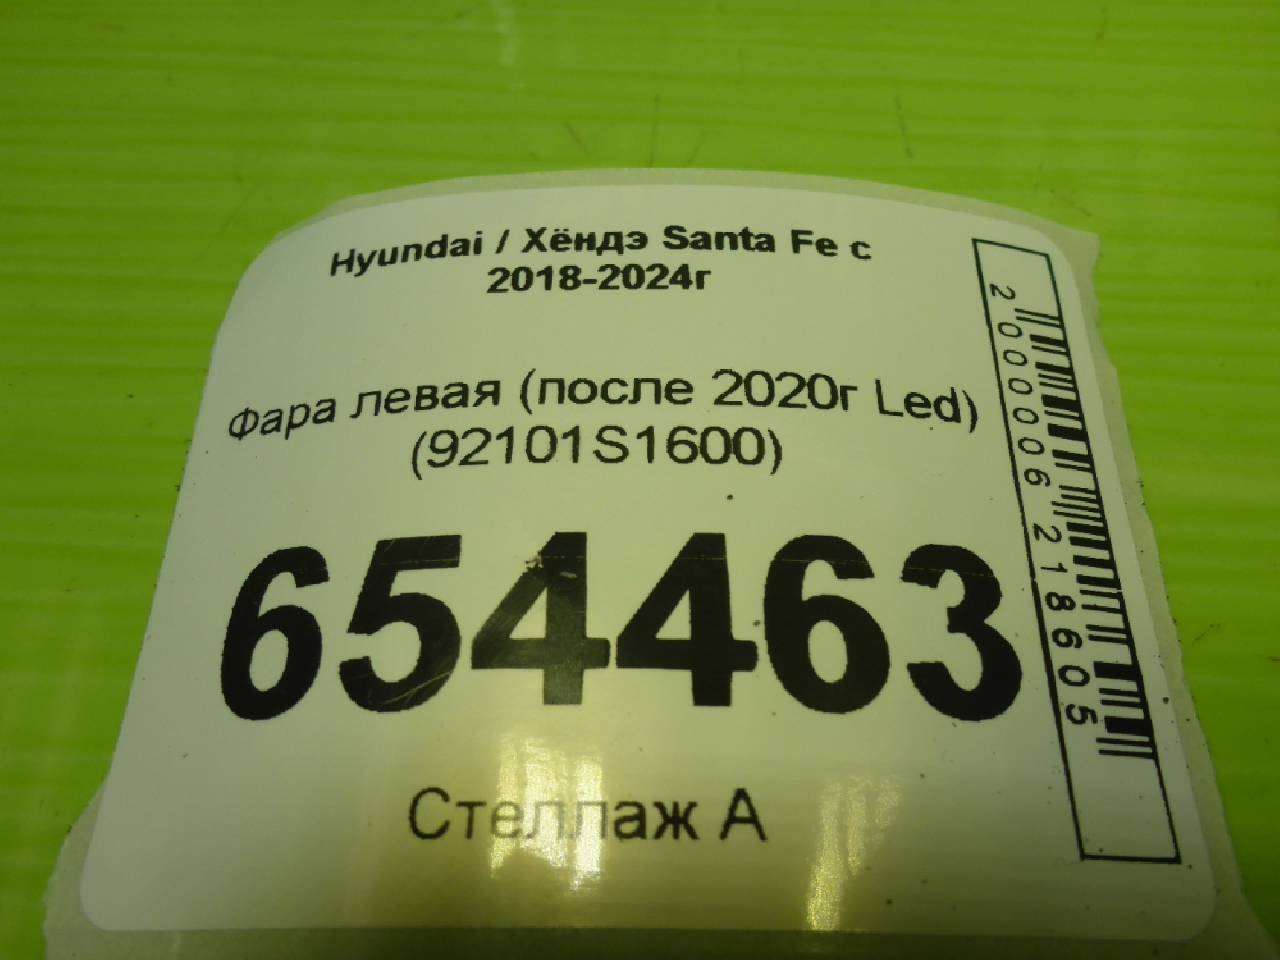 Hyundai / Хёндэ Santa Fe с
2018-2024г
Фара левая (после 2020г Led)
(92101S1600)
654463
Стеллаж А
2000006218605